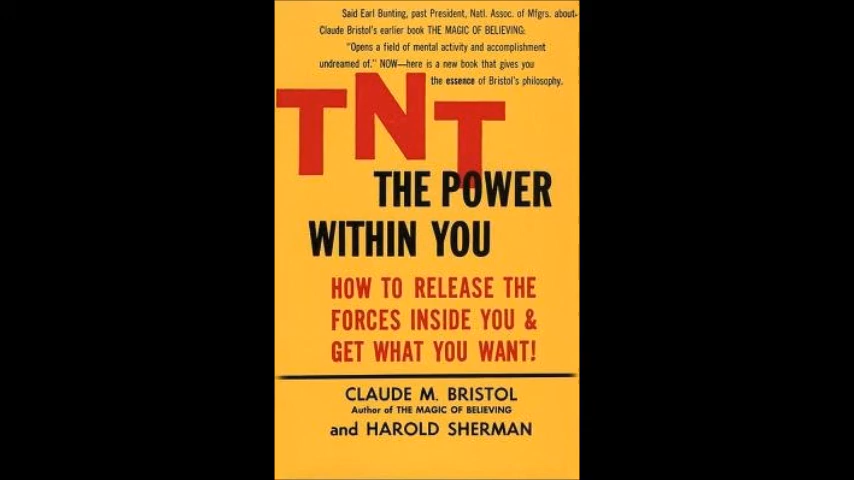 Said Earl Bunting, past President, Natl. Assoc. of Mfgrs. about
Claude Bristol's earlier book THE MAGIC OF BELIEVING:
"Opens a field of mental activity and accomplishment
undreamed of." NOW—here is a new book that gives you
the essence of Bristol's philosophy.
TNT
THE POWER
WITHIN YOU
HOW TO RELEASE THE
FORCES INSIDE YOU &
GET WHAT YOU WANT!
CLAUDE M. BRISTOL
Author of THE MAGIC OF BELIEVING
and HAROLD SHERMAN